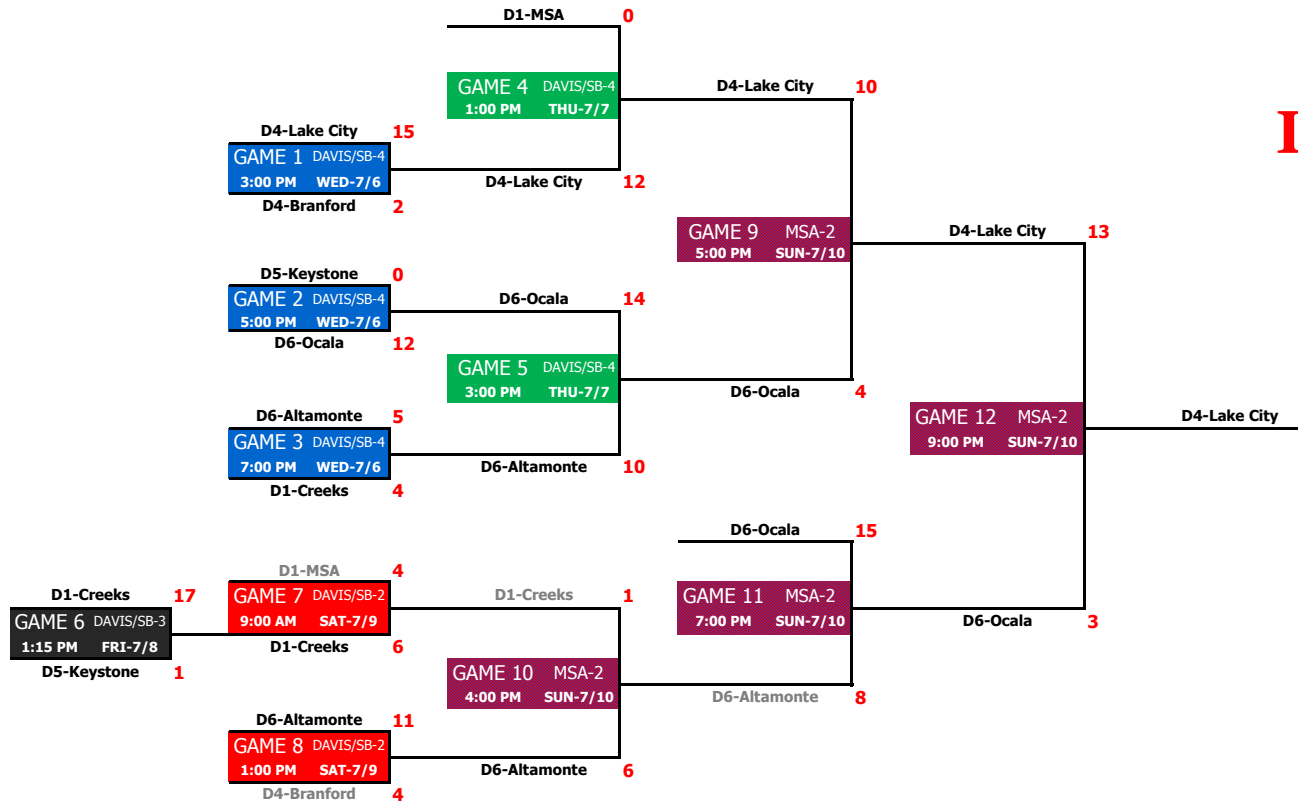 D1-MSA 0
GAME 4 DAVIS/SB-4
1:00 PM THU-7/7
D4-Lake City 10
D4-Lake City 15
GAME 1 DAVIS/SB-4
3:00 PM WED-7/6
D4-Branford 2
D4-Lake City 12
GAME 9 MSA-2
5:00 PM SUN-7/10
D4-Lake City 13
D5-Keystone 0
GAME 2 DAVIS/SB-4
5:00 PM WED-7/6
D6-Ocala 12
D6-Ocala 14
GAME 5 DAVIS/SB-4
3:00 PM THU-7/7
D6-Ocala 4
D6-Altamonte 5
GAME 3 DAVIS/SB-4
7:00 PM WED-7/6
D1-Creeks 4
D6-Altamonte 10
GAME 12 MSA-2
9:00 PM SUN-7/10
D4-Lake City
D6-Ocala 15
GAME 11 MSA-2
7:00 PM SUN-7/10
D6-Ocala 3
D1-Creeks 17
GAME 6 DAVIS/SB-3
1:15 PM FRI-7/8
D5-Keystone 1
D1-MSA 4
GAME 7 DAVIS/SB-2
9:00 AM SAT-7/9
D1-Creeks 6
D1-Creeks 1
GAME 10 MSA-2
4:00 PM SUN-7/10
D6-Altamonte 8
D6-Altamonte 11
GAME 8 DAVIS/SB-2
1:00 PM SAT-7/9
D4-Branford 4
D6-Altamonte 6